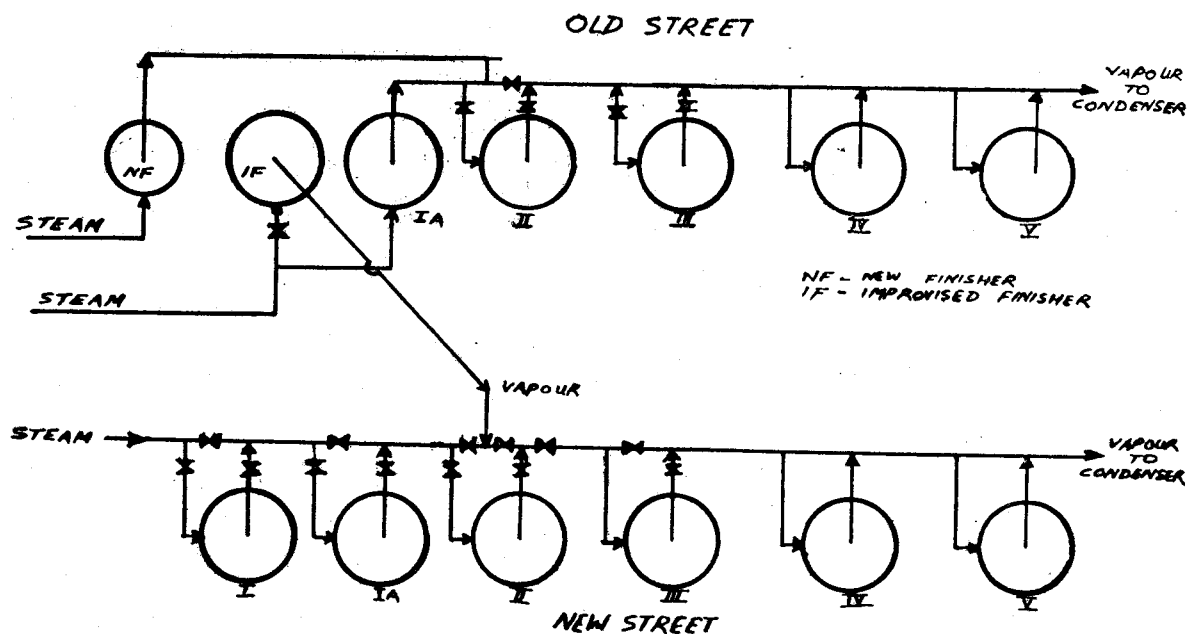 OLD STREET
VAPOUR
TO
CONDENSER
NF
IF
IA
II
III
IV
V
STEAM
STEAM
NF - NEW FINISHER
IF - IMPROVISED FINISHER
VAPOUR
STEAM
VAPOUR
TO
CONDENSER
I
IA
II
III
IV
V
NEW STREET